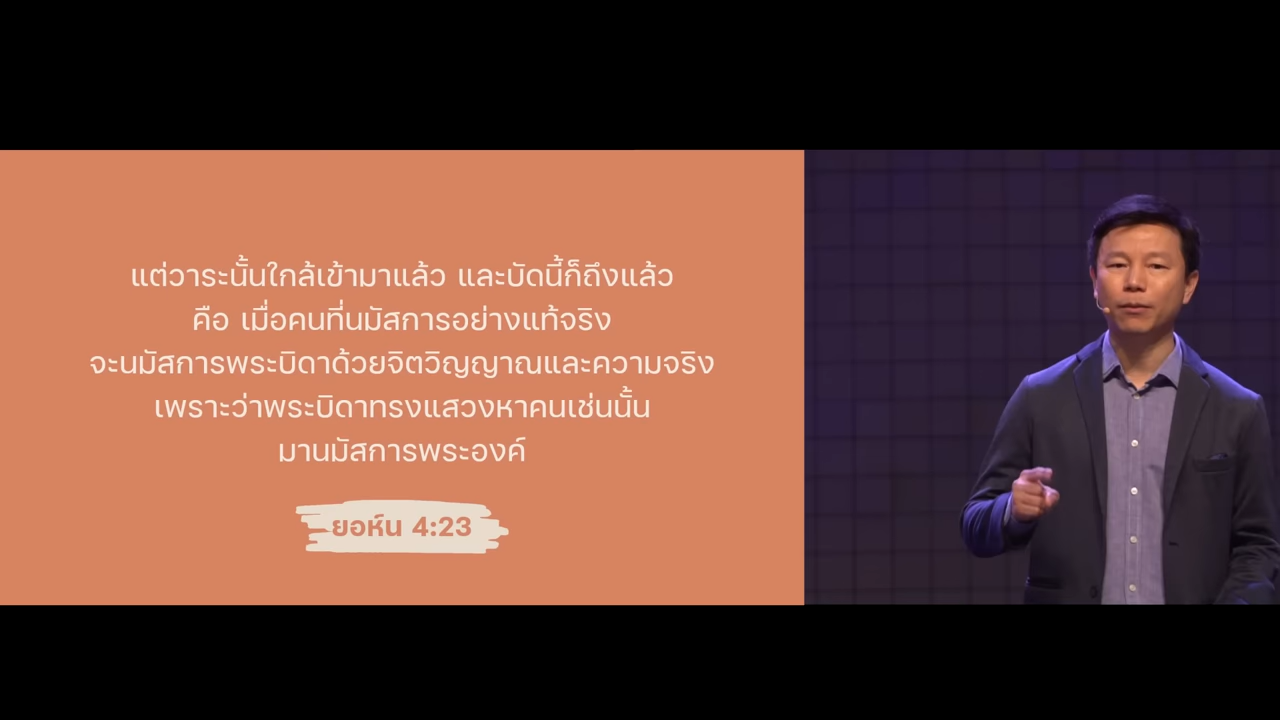 แต่วาระนั้นใกล้เข้ามาแล้ว และบัดนี้ก็ถึงแล้ว
คือ เมื่อคนที่นมัสการอย่างแท้จริง
จะนมัสการพระบิดาด้วยจิตวิญญาณและความจริง
เพราะว่าพระบิดาทรงแสวงหาคนเช่นนั้น
มานมัสการพระองค์
ยอห์น 4:23